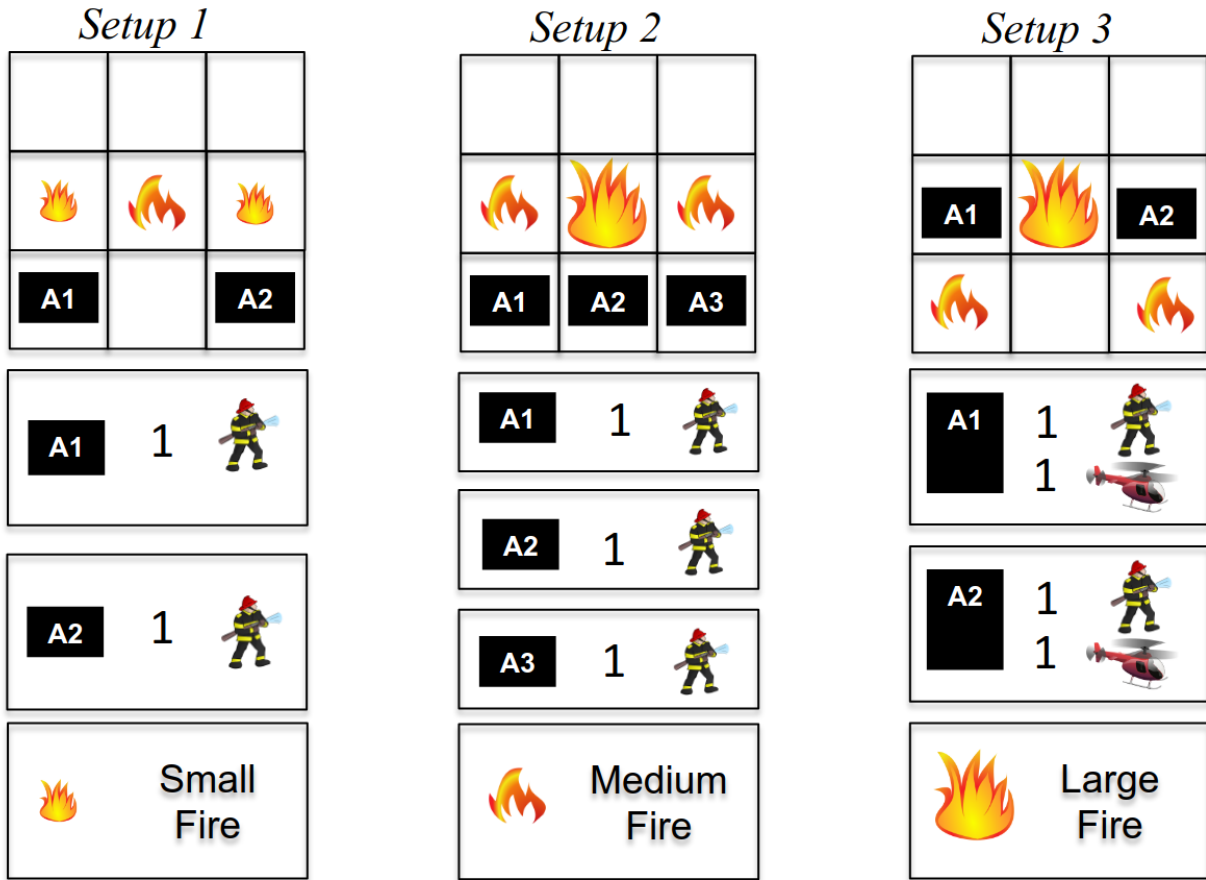 Setup 1
Setup 2
Setup 3
A1
A2
A1
A2
A3
A1
A2
A1 1
A2 1
A1 1
A2 1
A3 1
A1 1
1
A2 1
1
Small
Fire
Medium
Fire
Large
Fire